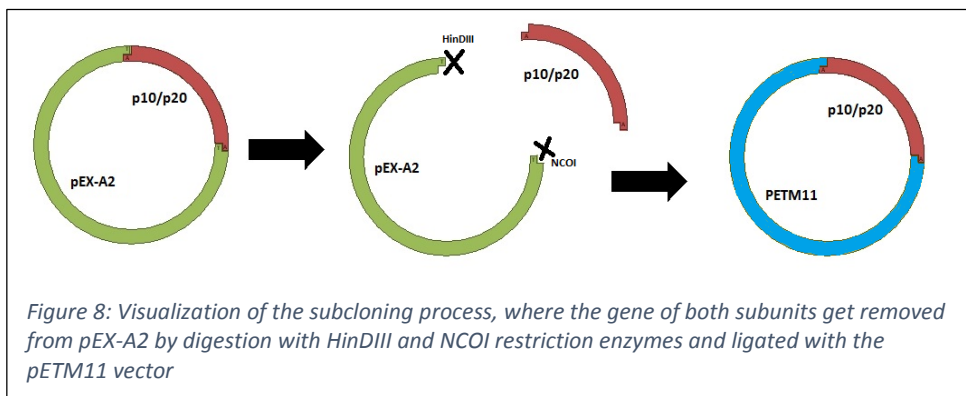 HinDIII
p10/p20
pEX-A2
p10/p20
pEX-A2
NCOI
p10/p20
PETM11
Figure 8: Visualization of the subcloning process, where the gene of both subunits get removed
from pEX-A2 by digestion with HinDIII and NCOI restriction enzymes and ligated with the
pETM11 vector